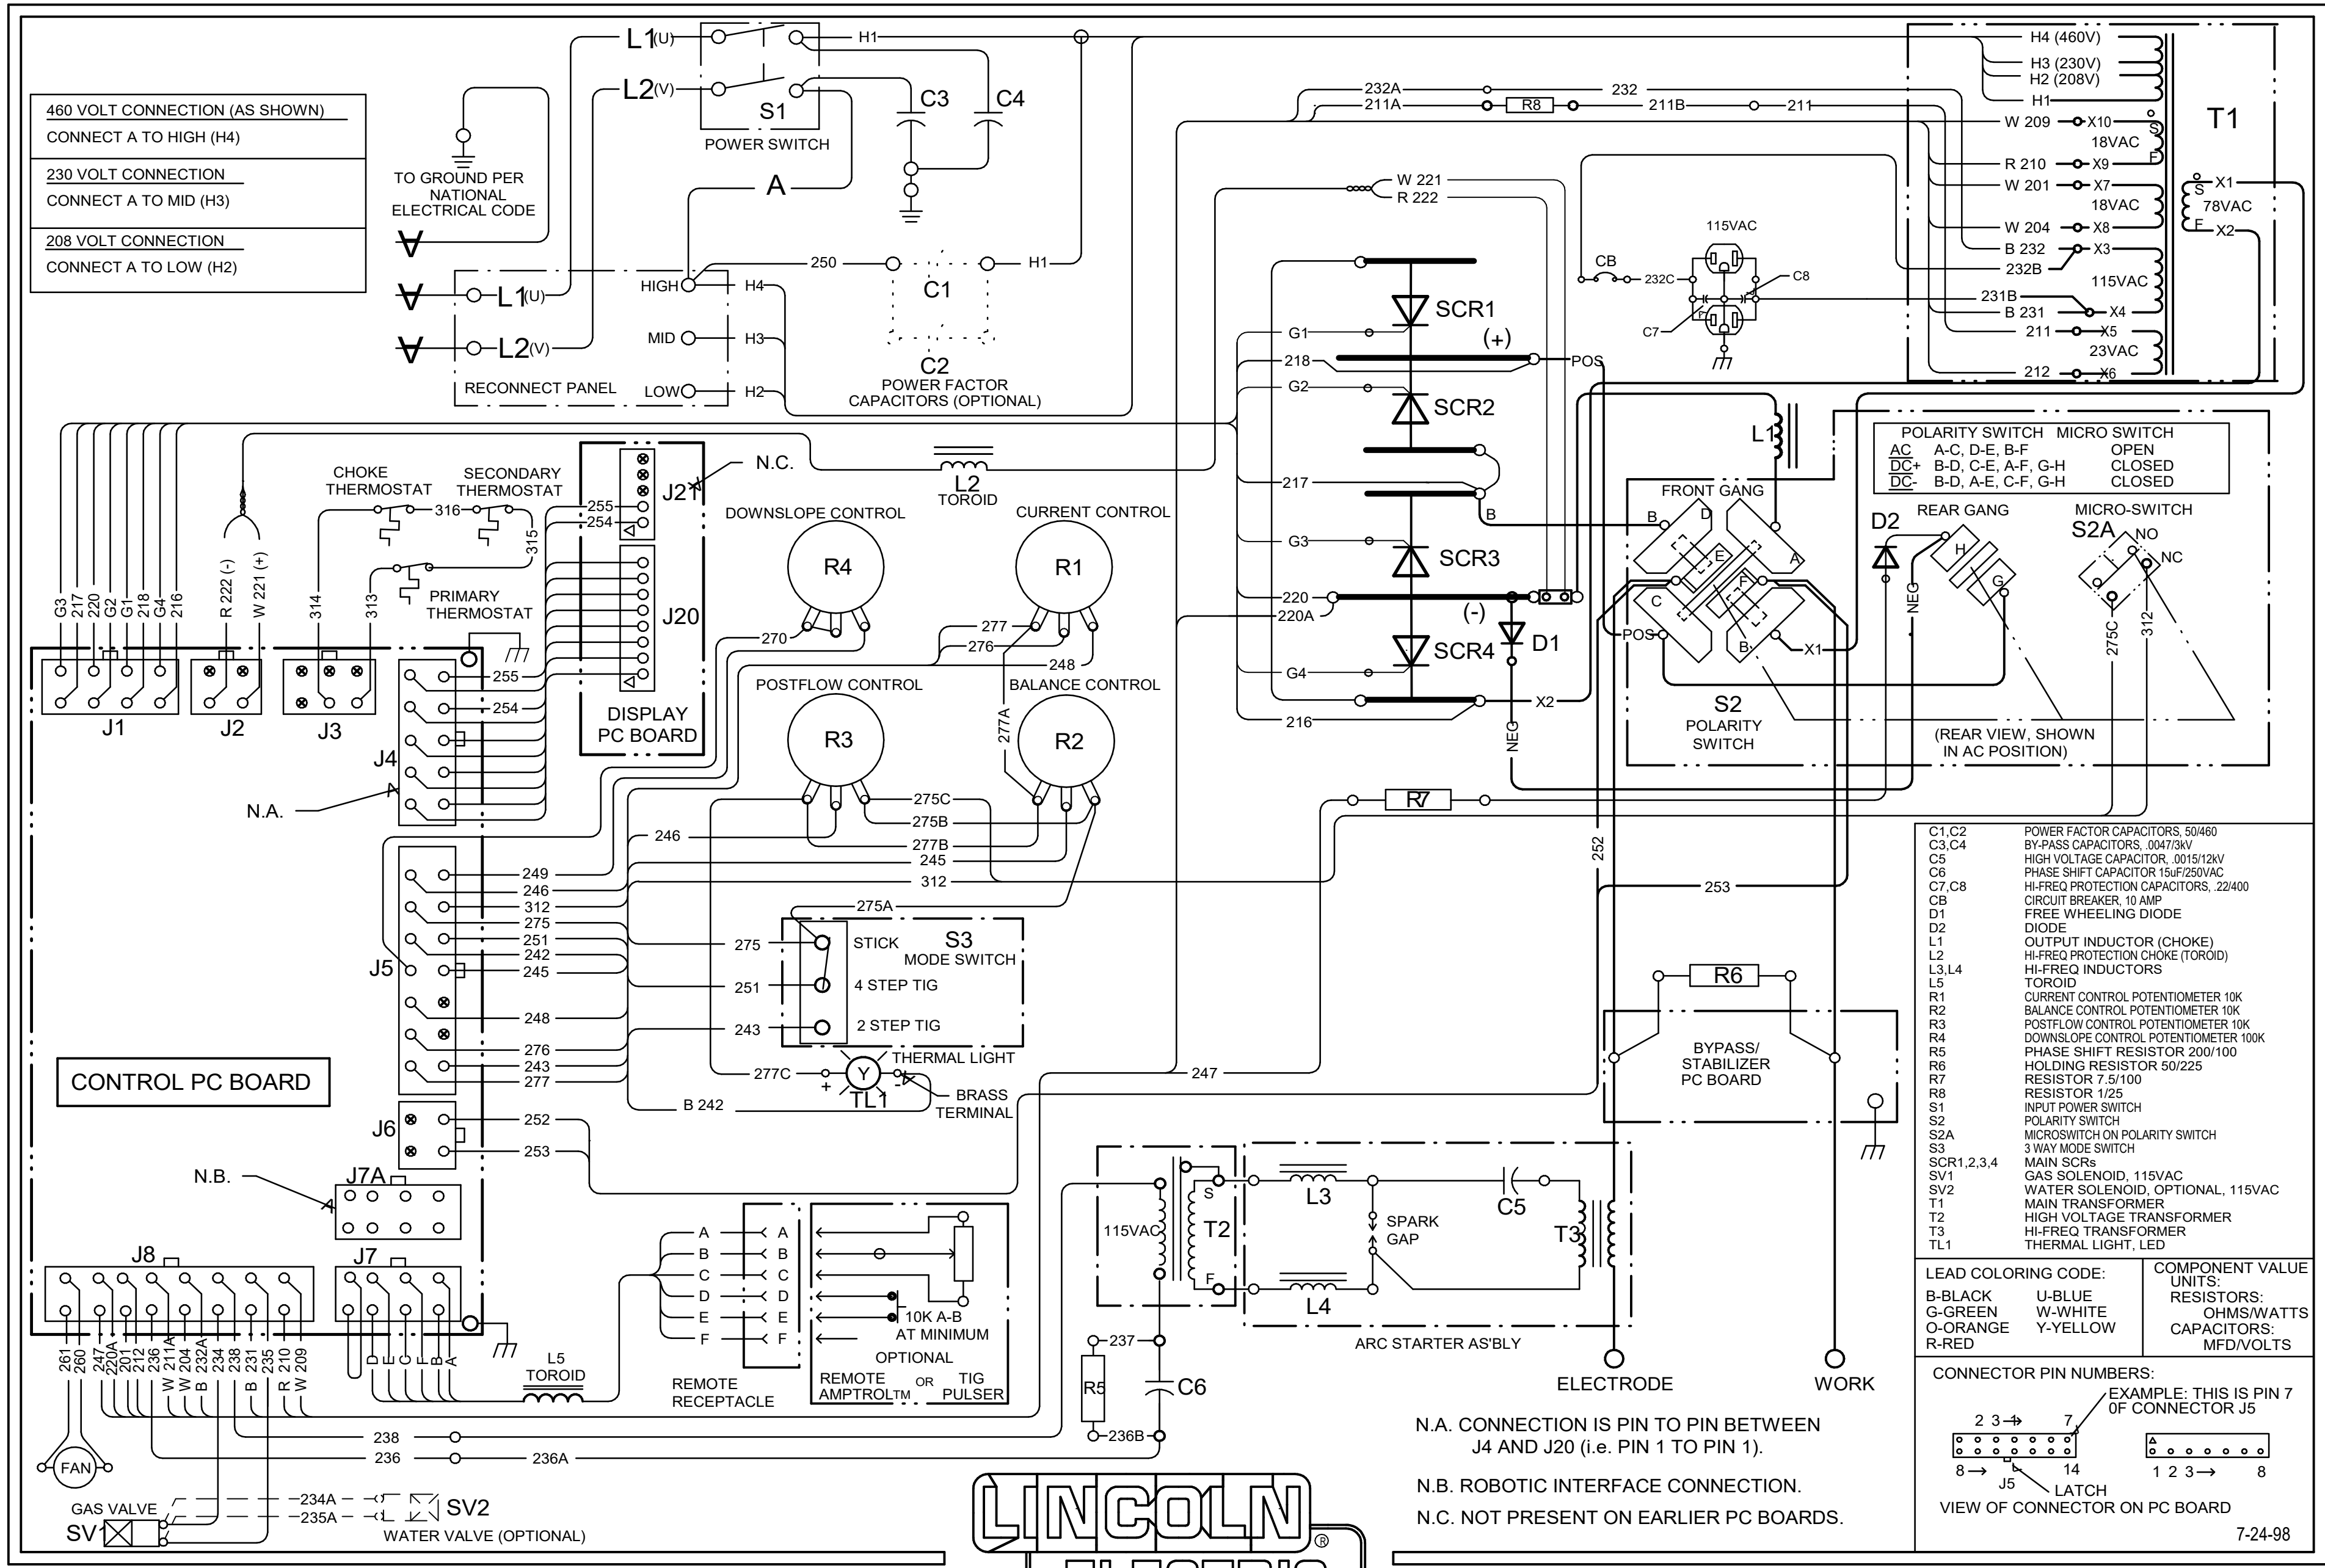 460 VOLT CONNECTION (AS SHOWN)
CONNECT A TO HIGH (H4)
230 VOLT CONNECTION
CONNECT A TO MID (H3)
208 VOLT CONNECTION
CONNECT A TO LOW (H2)
TO GROUND PER
NATIONAL
ELECTRICAL CODE
L1(U)
L2(V)
H1
S1
POWER SWITCH
C3
C4
A
L1(U)
L2(V)
RECONNECT PANEL
HIGH
MID
LOW
H4
H3
H2
250
H1
C1
C2
POWER FACTOR
CAPACITORS (OPTIONAL)
232A
232
211A
R8
211B
211
W 221
R 222
H4 (460V)
H3 (230V)
H2 (208V)
H1
W 209
X10
S
18VAC
F
R 210
X9
W 201
X7
18VAC
W 204
X8
B 232
X3
232B
115VAC
231B
B 231
X4
211
X5
23VAC
212
X6
T1
S
X1
78VAC
F
X2
115VAC
CB
232C
C8
C7
SCR1
G1
(+)
218
POS
G2
SCR2
217
B
G3
SCR3
220
220A
(-)
SCR4
G4
D1
X2
216
NEG
L1
POLARITY SWITCH MICRO SWITCH
AC A-C, D-E, B-F OPEN
DC+ B-D, C-E, A-F, G-H CLOSED
DC- B-D, A-E, C-F, G-H CLOSED
FRONT GANG
B
D
E
A
F
C
B
POS
X1
S2
POLARITY
SWITCH
D2
REAR GANG
H
G
NEG
MICRO-SWITCH
S2A
NO
NC
275C
312
(REAR VIEW, SHOWN
IN AC POSITION)
G3
217
220
G2
G1
218
G4
216
R 222 (-)
W 221 (+)
CHOKE
THERMOSTAT
SECONDARY
THERMOSTAT
316
315
314
313
PRIMARY
THERMOSTAT
255
254
J21
N.C.
J20
DISPLAY
PC BOARD
L2
TOROID
DOWNSLOPE CONTROL
R4
CURRENT CONTROL
R1
270
277
276
248
POSTFLOW CONTROL
R3
BALANCE CONTROL
R2
277A
J1
J2
J3
J4
255
254
N.A.
246
275C
275B
277B
245
312
R7
252
253
249
246
312
275
251
242
245
248
276
243
277
J5
275A
275
251
243
STICK
S3
MODE SWITCH
4 STEP TIG
2 STEP TIG
THERMAL LIGHT
277C
+
Y
-
TL1
BRASS
TERMINAL
B 242
247
CONTROL PC BOARD
J6
252
253
J7A
N.B.
J8
J7
R6
BYPASS/
STABILIZER
PC BOARD
261
260
247
220A
201
212
236
W 211A
W 204
B 232A
234
238
B 231
235
R 210
W 209
D
E
C
F
B
A
L5
TOROID
A
B
C
D
E
F
A
B
C
D
E
F
REMOTE
RECEPTACLE
10K A-B
AT MINIMUM
OPTIONAL
REMOTE OR TIG
AMPTROLTM PULSER
115VAC
S
T2
F
L3
L4
SPARK
GAP
C5
T3
ARC STARTER AS'BLY
ELECTRODE
WORK
237
R5
C6
236B
238
236
236A
FAN
GAS VALVE
SV1
234A
235A
SV2
WATER VALVE (OPTIONAL)
LINCOLN
®
ELECTRIC
N.A. CONNECTION IS PIN TO PIN BETWEEN
J4 AND J20 (i.e. PIN 1 TO PIN 1).
N.B. ROBOTIC INTERFACE CONNECTION.
N.C. NOT PRESENT ON EARLIER PC BOARDS.
C1,C2 POWER FACTOR CAPACITORS, 50/460
C3,C4 BY-PASS CAPACITORS, .0047/3kV
C5 HIGH VOLTAGE CAPACITOR, .0015/12kV
C6 PHASE SHIFT CAPACITOR 15uF/250VAC
C7,C8 HI-FREQ PROTECTION CAPACITORS, .22/400
CB CIRCUIT BREAKER, 10 AMP
D1 FREE WHEELING DIODE
D2 DIODE
L1 OUTPUT INDUCTOR (CHOKE)
L2 HI-FREQ PROTECTION CHOKE (TOROID)
L3,L4 HI-FREQ INDUCTORS
L5 TOROID
R1 CURRENT CONTROL POTENTIOMETER 10K
R2 BALANCE CONTROL POTENTIOMETER 10K
R3 POSTFLOW CONTROL POTENTIOMETER 10K
R4 DOWNSLOPE CONTROL POTENTIOMETER 100K
R5 PHASE SHIFT RESISTOR 200/100
R6 HOLDING RESISTOR 50/225
R7 RESISTOR 7.5/100
R8 RESISTOR 1/25
S1 INPUT POWER SWITCH
S2 POLARITY SWITCH
S2A MICROSWITCH ON POLARITY SWITCH
S3 3 WAY MODE SWITCH
SCR1,2,3,4 MAIN SCRs
SV1 GAS SOLENOID, 115VAC
SV2 WATER SOLENOID, OPTIONAL, 115VAC
T1 MAIN TRANSFORMER
T2 HIGH VOLTAGE TRANSFORMER
T3 HI-FREQ TRANSFORMER
TL1 THERMAL LIGHT, LED
LEAD COLORING CODE:
B-BLACK U-BLUE
G-GREEN W-WHITE
O-ORANGE Y-YELLOW
R-RED
COMPONENT VALUE
UNITS:
RESISTORS:
OHMS/WATTS
CAPACITORS:
MFD/VOLTS
CONNECTOR PIN NUMBERS:
EXAMPLE: THIS IS PIN 7
0F CONNECTOR J5
2 3 4 7
8 14
J5
LATCH
1 2 3 8
VIEW OF CONNECTOR ON PC BOARD
7-24-98